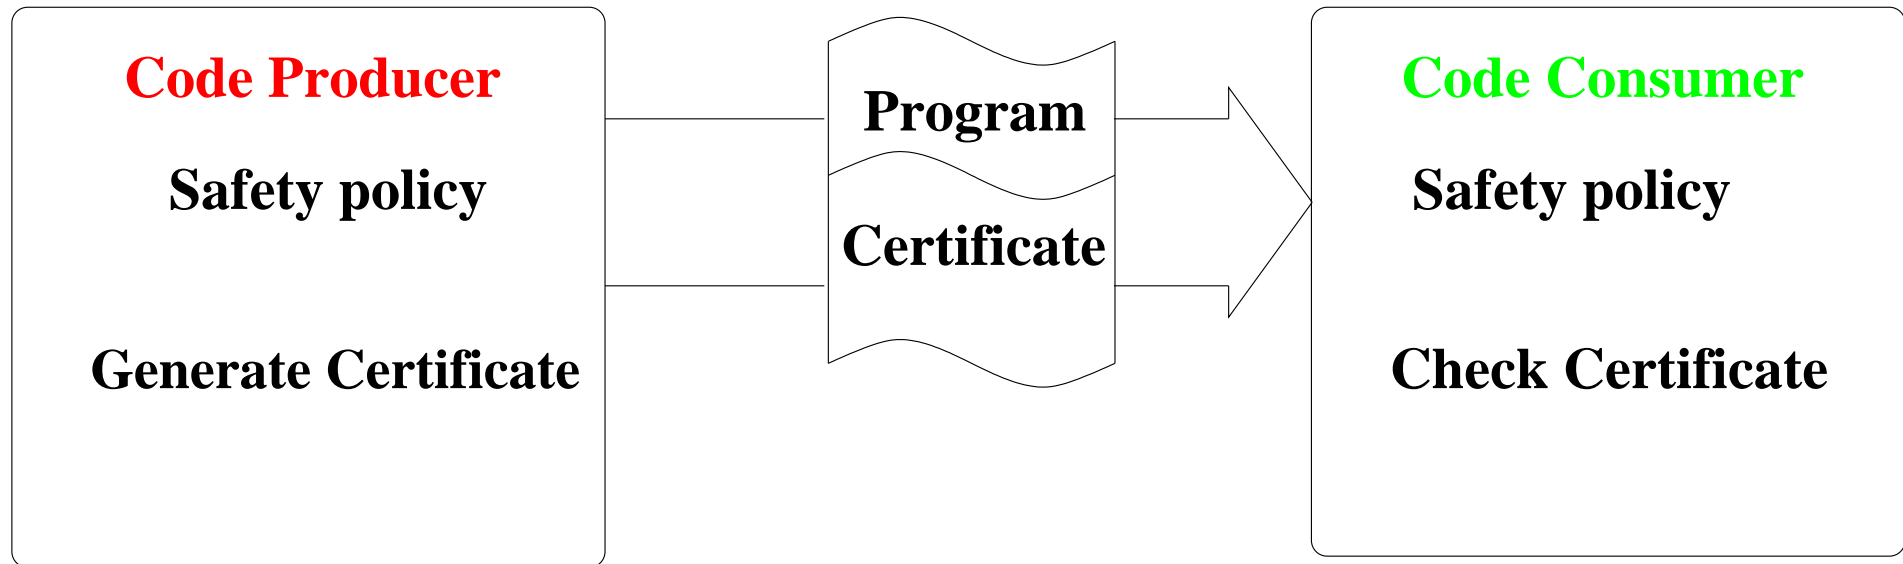 Code Producer
Safety policy
Generate Certificate
Program
Certificate
Code Consumer
Safety policy
Check Certificate